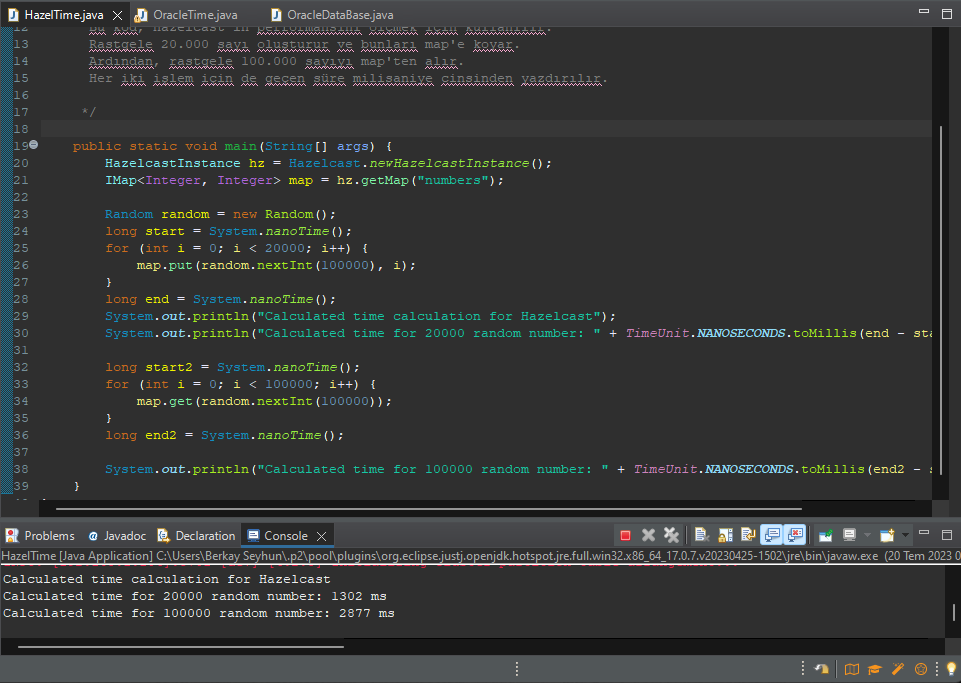 HazelTime.java
OracleTime.java
OracleDataBase.java
12 Bu kod, Hazelcast'in performansını ölçmek için kullanılır.
13 Rastgele 20.000 sayı oluşturur ve bunları map'e koyar.
14 Ardından, rastgele 100.000 sayıyı map'ten alır.
15 Her iki işlem için de geçen süre milisaniye cinsinden yazdırılır.
16
17 */
18
19 public static void main(String[] args) {
20 HazelcastInstance hz = Hazelcast.newHazelcastInstance();
21 IMap<Integer, Integer> map = hz.getMap("numbers");
22
23 Random random = new Random();
24 long start = System.nanoTime();
25 for (int i = 0; i < 20000; i++) {
26 map.put(random.nextInt(100000), i);
27 }
28 long end = System.nanoTime();
29 System.out.println("Calculated time calculation for Hazelcast");
30 System.out.println("Calculated time for 20000 random number: " + TimeUnit.NANOSECONDS.toMillis(end - sta
31
32 long start2 = System.nanoTime();
33 for (int i = 0; i < 100000; i++) {
34 map.get(random.nextInt(100000));
35 }
36 long end2 = System.nanoTime();
37
38 System.out.println("Calculated time for 100000 random number: " + TimeUnit.NANOSECONDS.toMillis(end2 - s
39 }
Problems @ Javadoc Declaration Console
HazelTime [Java Application] C:\Users\Berkay Seyhun\.p2\pool\plugins\org.eclipse.justj.openjdk.hotspot.jre.full.win32.x86_64_17.0.7.v20230425-1502\jre\bin\javaw.exe (20 Tem 2023 0
Calculated time calculation for Hazelcast
Calculated time for 20000 random number: 1302 ms
Calculated time for 100000 random number: 2877 ms